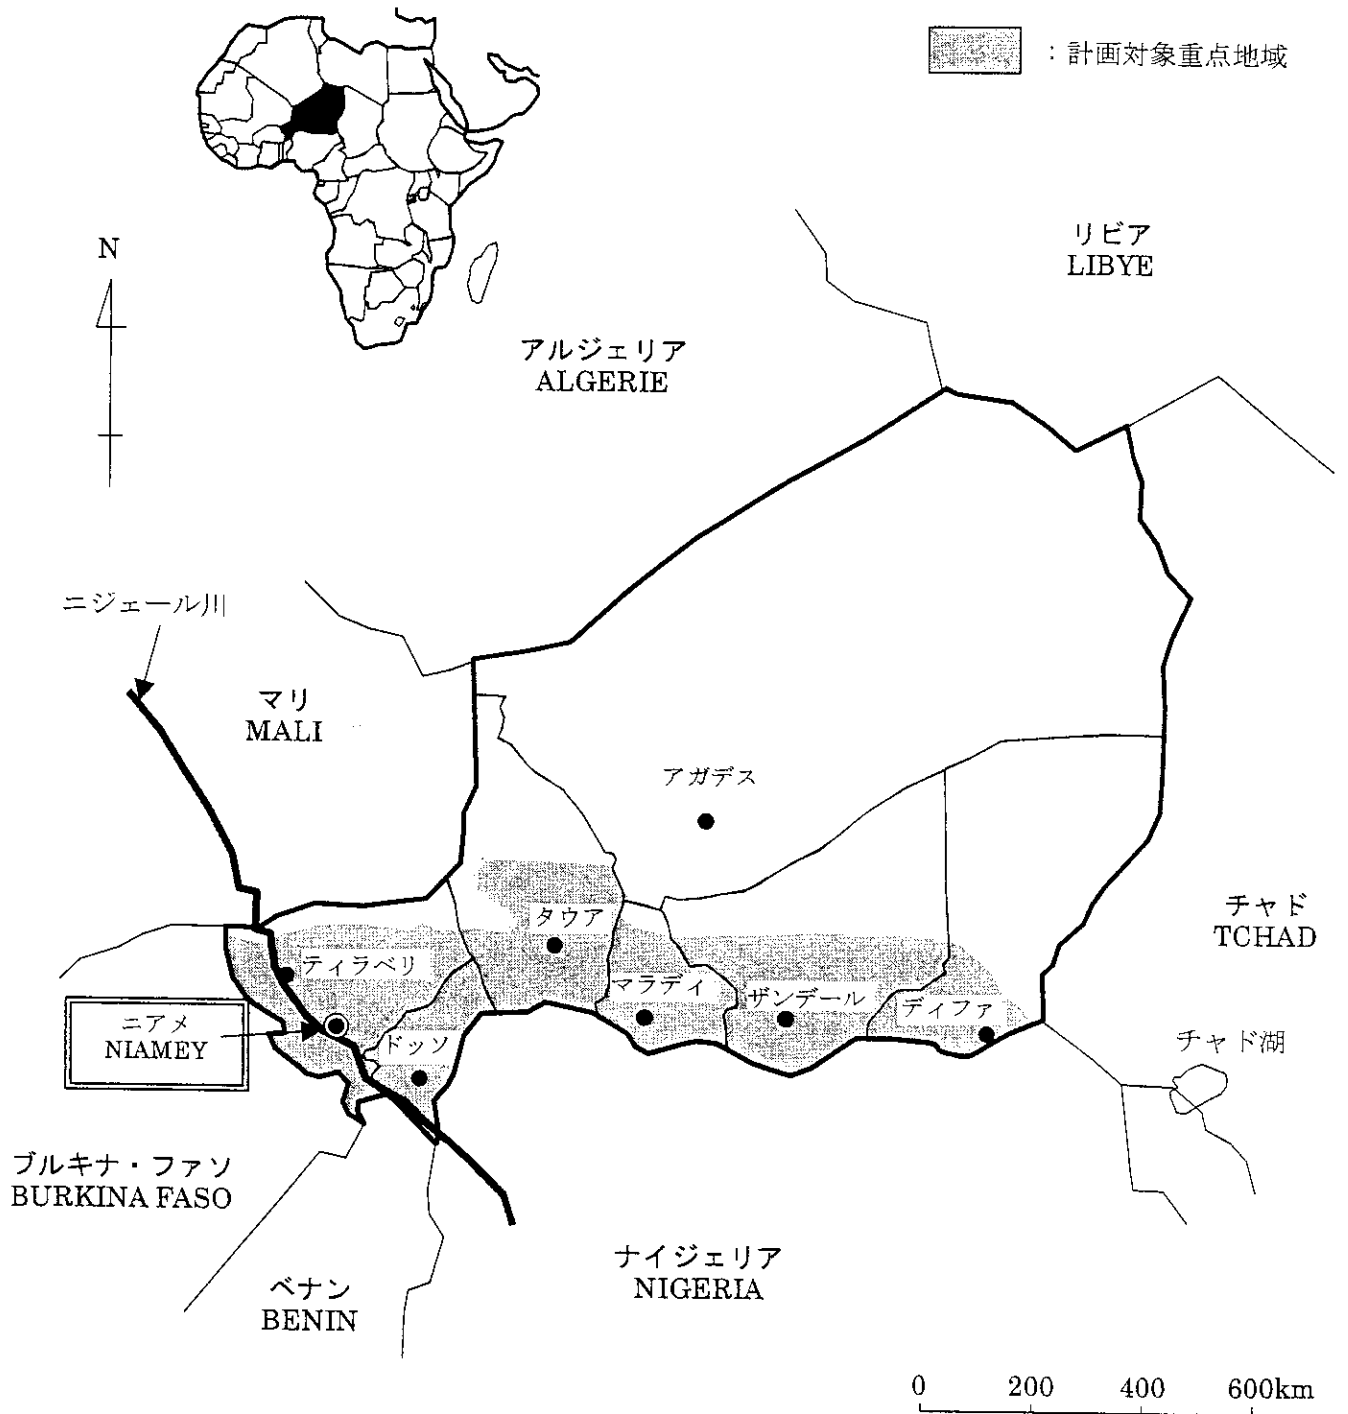 ：計画対象重点地域
N
リビア
LIBYE
アルジェリア
ALGERIE
ニジェール川
マリ
MALI
アガデス
タウア
チャド
TCHAD
ティラベリ
マラディ
ザンデール
ディファ
ニアメ
NIAMEY
ドッソ
チャド湖
ブルキナ・ファソ
BURKINA FASO
ナイジェリア
NIGERIA
ベナン
BENIN
0 200 400 600km